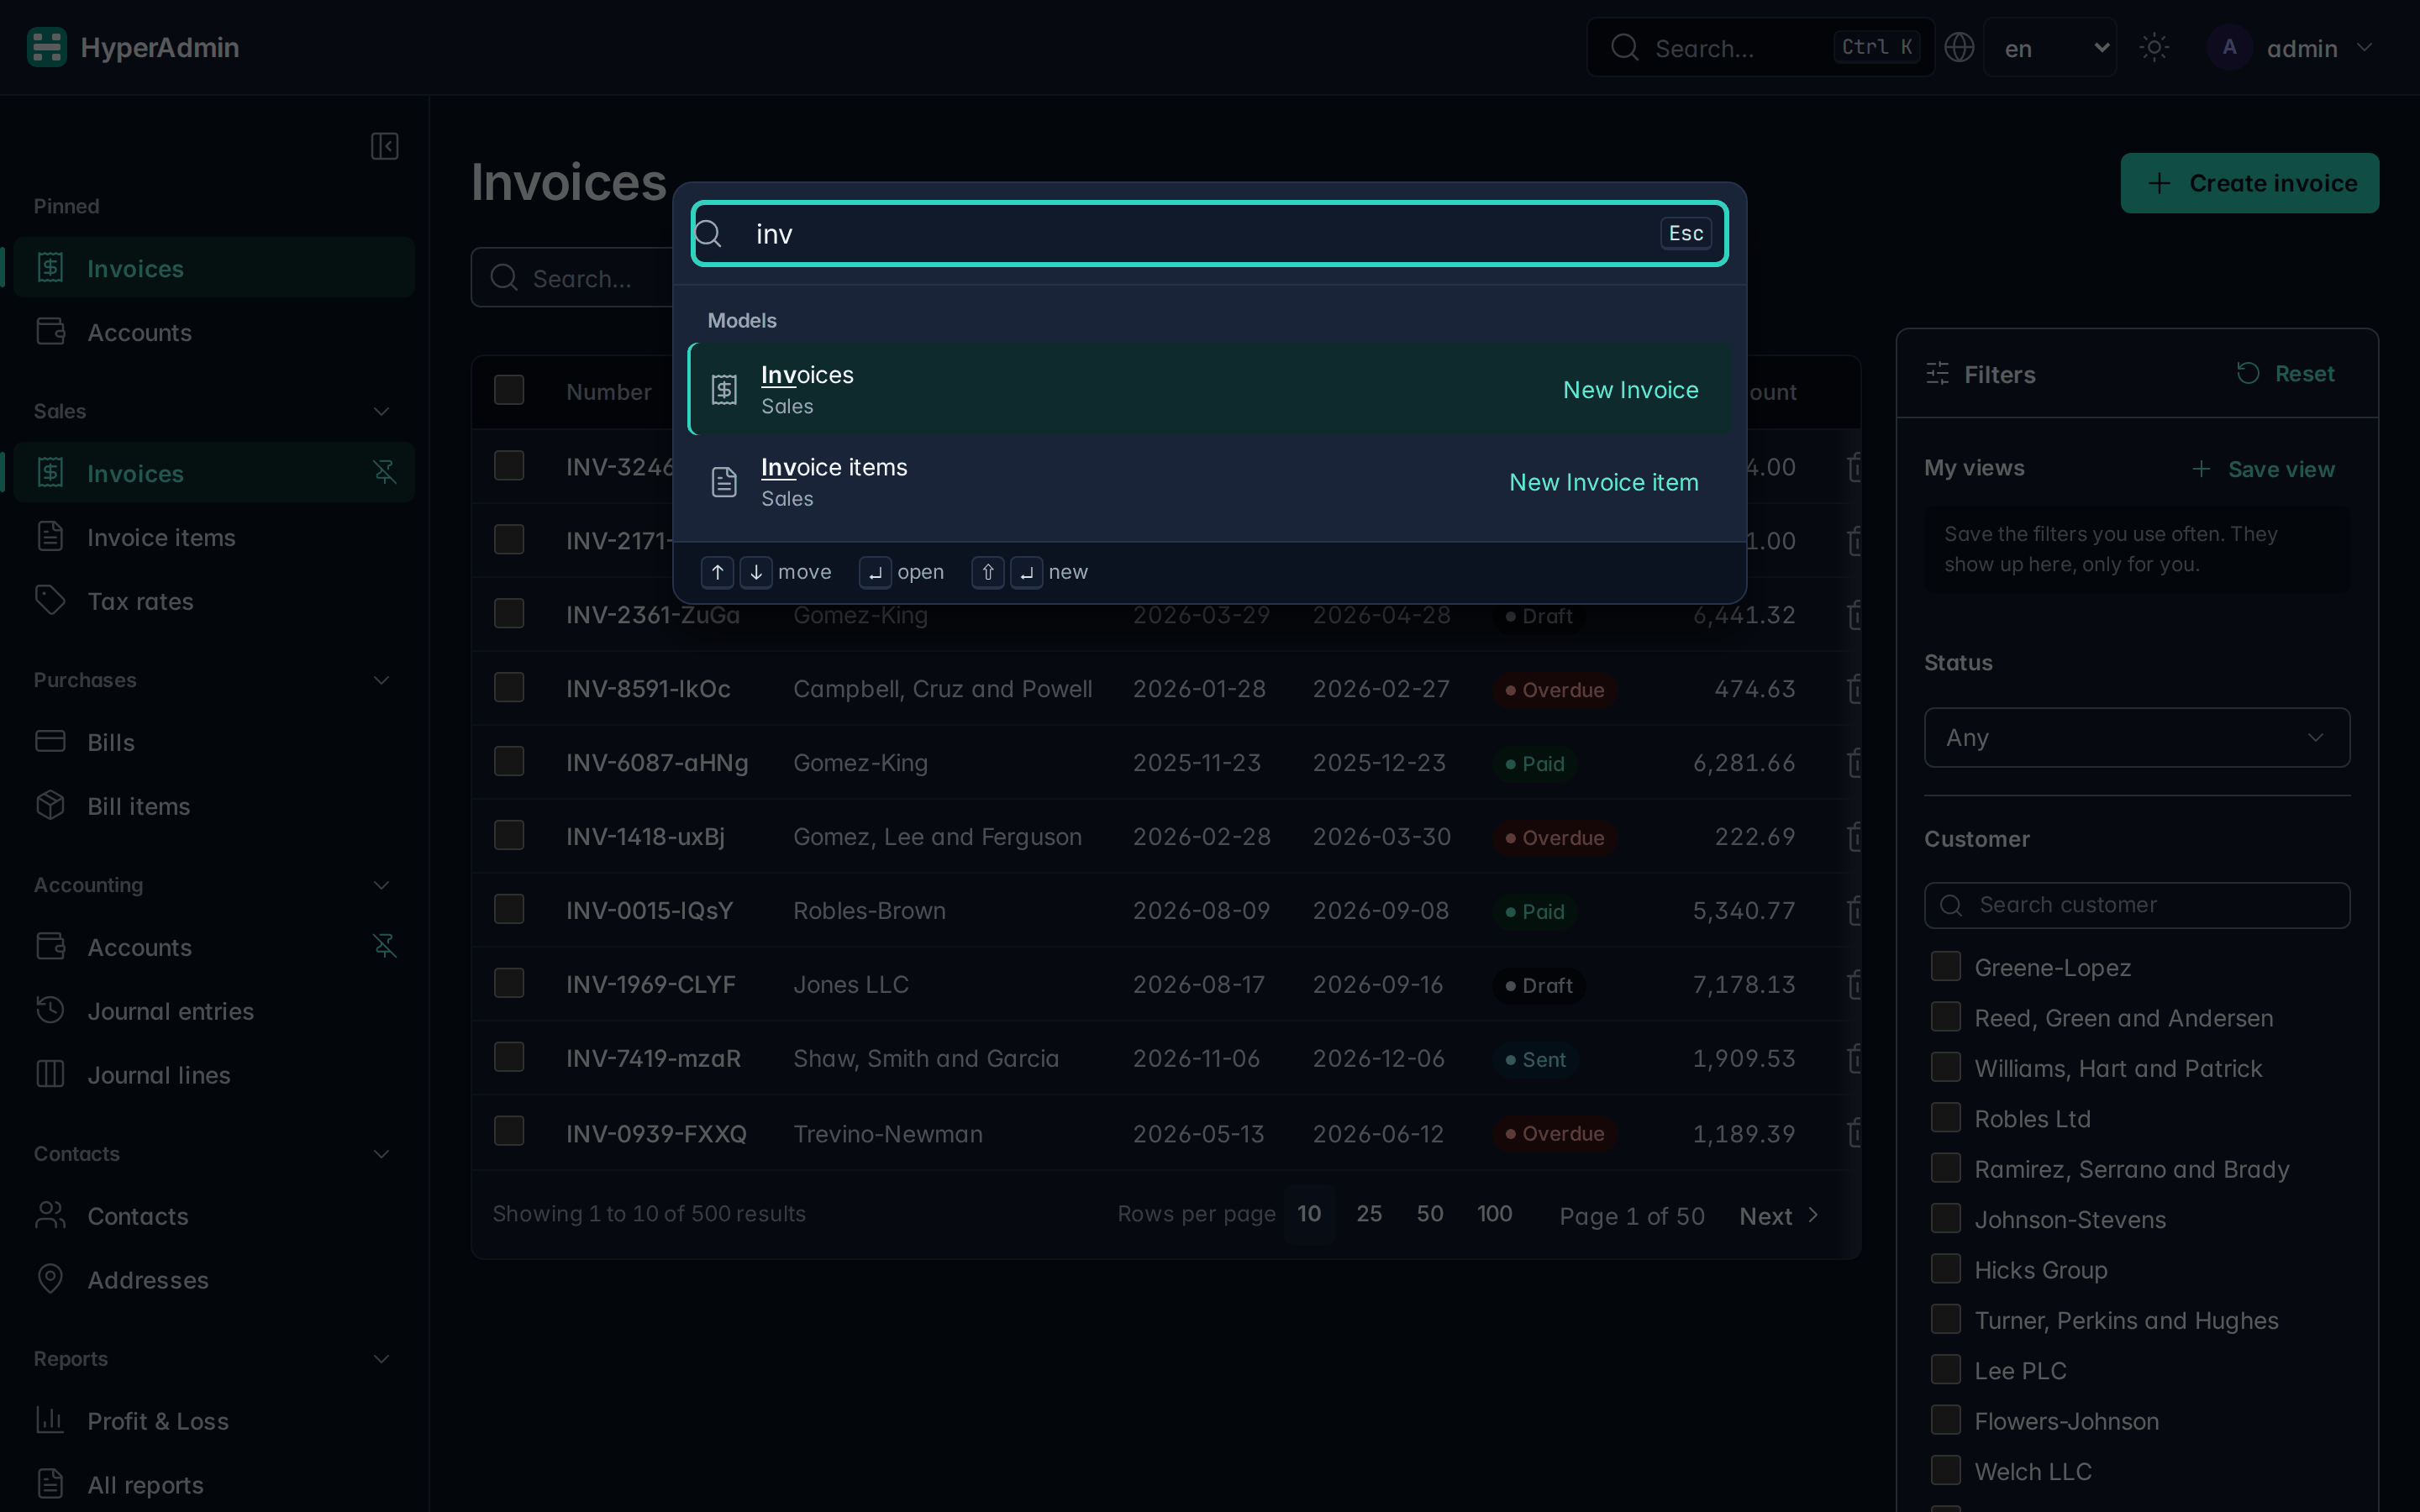 HyperAdmin
Search...
Ctrl K
en
A
admin
Pinned
Invoices
Accounts
Sales
Invoices
Invoice items
Tax rates
Purchases
Bills
Bill items
Accounting
Accounts
Journal entries
Journal lines
Contacts
Contacts
Addresses
Reports
Profit & Loss
All reports
Invoices
Create invoice
Search...
inv
Esc
Models
Invoices
Sales
New Invoice
Invoice items
Sales
New Invoice item
↑ ↓ move ↵ open ⇧ ↵ new
Number
INV-2361-ZuGa Gomez-King 2026-03-29 2026-04-28 Draft 6,441.32
INV-8591-lkOc Campbell, Cruz and Powell 2026-01-28 2026-02-27 Overdue 474.63
INV-6087-aHNg Gomez-King 2025-11-23 2025-12-23 Paid 6,281.66
INV-1418-uxBj Gomez, Lee and Ferguson 2026-02-28 2026-03-30 Overdue 222.69
INV-0015-lQsY Robles-Brown 2026-08-09 2026-09-08 Paid 5,340.77
INV-1969-CLYF Jones LLC 2026-08-17 2026-09-16 Draft 7,178.13
INV-7419-mzaR Shaw, Smith and Garcia 2026-11-06 2026-12-06 Sent 1,909.53
INV-0939-FXXQ Trevino-Newman 2026-05-13 2026-06-12 Overdue 1,189.39
Showing 1 to 10 of 500 results
Rows per page 10 25 50 100
Page 1 of 50
Next
Filters
Reset
My views
Save view
Save the filters you use often. They
show up here, only for you.
Status
Any
Customer
Search customer
Greene-Lopez
Reed, Green and Andersen
Williams, Hart and Patrick
Robles Ltd
Ramirez, Serrano and Brady
Johnson-Stevens
Hicks Group
Turner, Perkins and Hughes
Lee PLC
Flowers-Johnson
Welch LLC